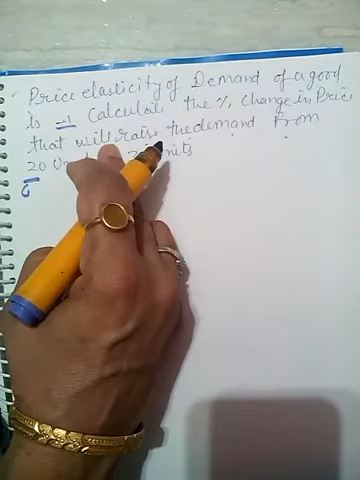 Price elasticity of Demand of a good
is -1 Calculate the % change in Price
that will raise the demand from
20 units